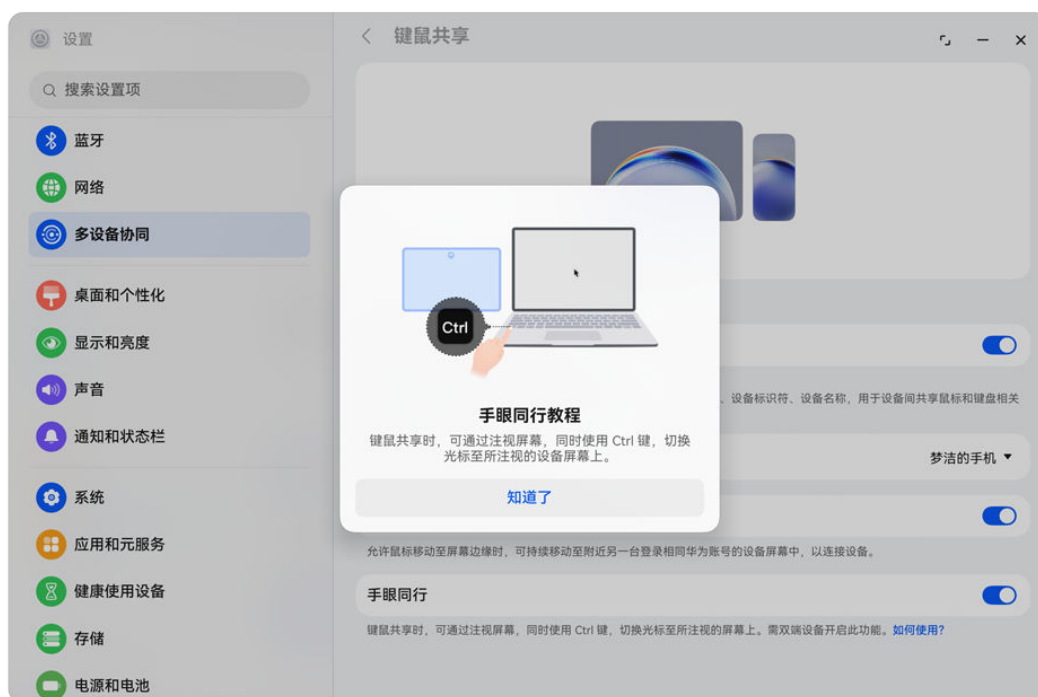 设置
搜索设置项
蓝牙
网络
多设备协同
桌面和个性化
显示和亮度
声音
通知和状态栏
系统
应用和元服务
健康使用设备
存储
电源和电池
键鼠共享
Ctrl
手眼同行教程
键鼠共享时，可通过注视屏幕，同时使用 Ctrl 键，切换
光标至所注视的设备屏幕上。
知道了
、设备标识符、设备名称，用于设备间共享鼠标和键盘相关
梦洁的手机
允许鼠标移动至屏幕边缘时，可持续移动至附近另一台登录相同华为账号的设备屏幕中，以连接设备。
手眼同行
键鼠共享时，可通过注视屏幕，同时使用 Ctrl 键，切换光标至所注视的屏幕上。需双端设备开启此功能。如何使用?